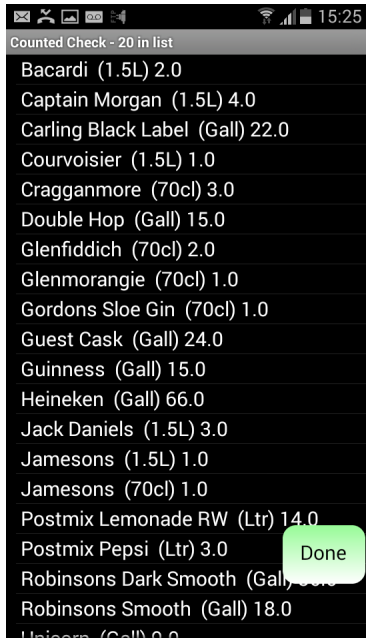 15:25
Counted Check - 20 in list
Bacardi (1.5L) 2.0
Captain Morgan (1.5L) 4.0
Carling Black Label (Gall) 22.0
Courvoisier (1.5L) 1.0
Cragganmore (70cl) 3.0
Double Hop (Gall) 15.0
Glenfiddich (70cl) 2.0
Glenmorangie (70cl) 1.0
Gordons Sloe Gin (70cl) 1.0
Guest Cask (Gall) 24.0
Guinness (Gall) 15.0
Heineken (Gall) 66.0
Jack Daniels (1.5L) 3.0
Jamesons (1.5L) 1.0
Jamesons (70cl) 1.0
Postmix Lemonade RW (Ltr) 14.0
Postmix Pepsi (Ltr) 3.0
Done
Robinsons Dark Smooth
Robinsons Smooth (Gall) 18.0
Unicorn (Gall)